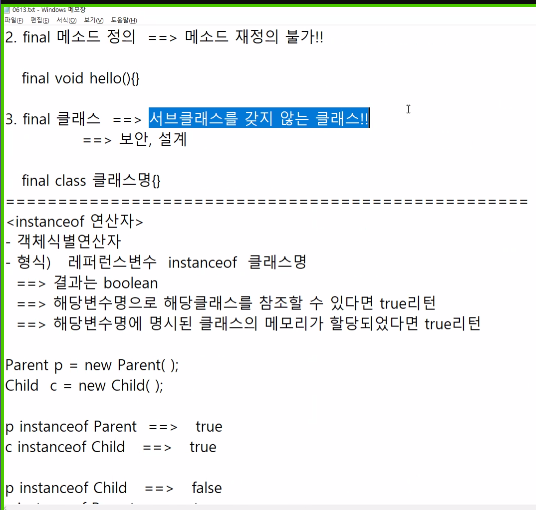 0613.txt - Windows 메모장
파일(F) 편집(E) 서식(O) 보기(V) 도움말(H)
2. final 메소드 정의 ==> 메소드 재정의 불가!!
final void hello(){}
3. final 클래스 ==> 서브클래스를 갖지 않는 클래스!!
==> 보안, 설계
final class 클래스명{}
==================================================
<instanceof 연산자>
- 객체식별연산자
- 형식) 레퍼런스변수 instanceof 클래스명
==> 결과는 boolean
==> 해당변수명으로 해당클래스를 참조할 수 있다면 true리턴
==> 해당변수명에 명시된 클래스의 메모리가 할당되었다면 true리턴
Parent p = new Parent( );
Child c = new Child( );
p instanceof Parent ==> true
c instanceof Child ==> true
p instanceof Child ==> false